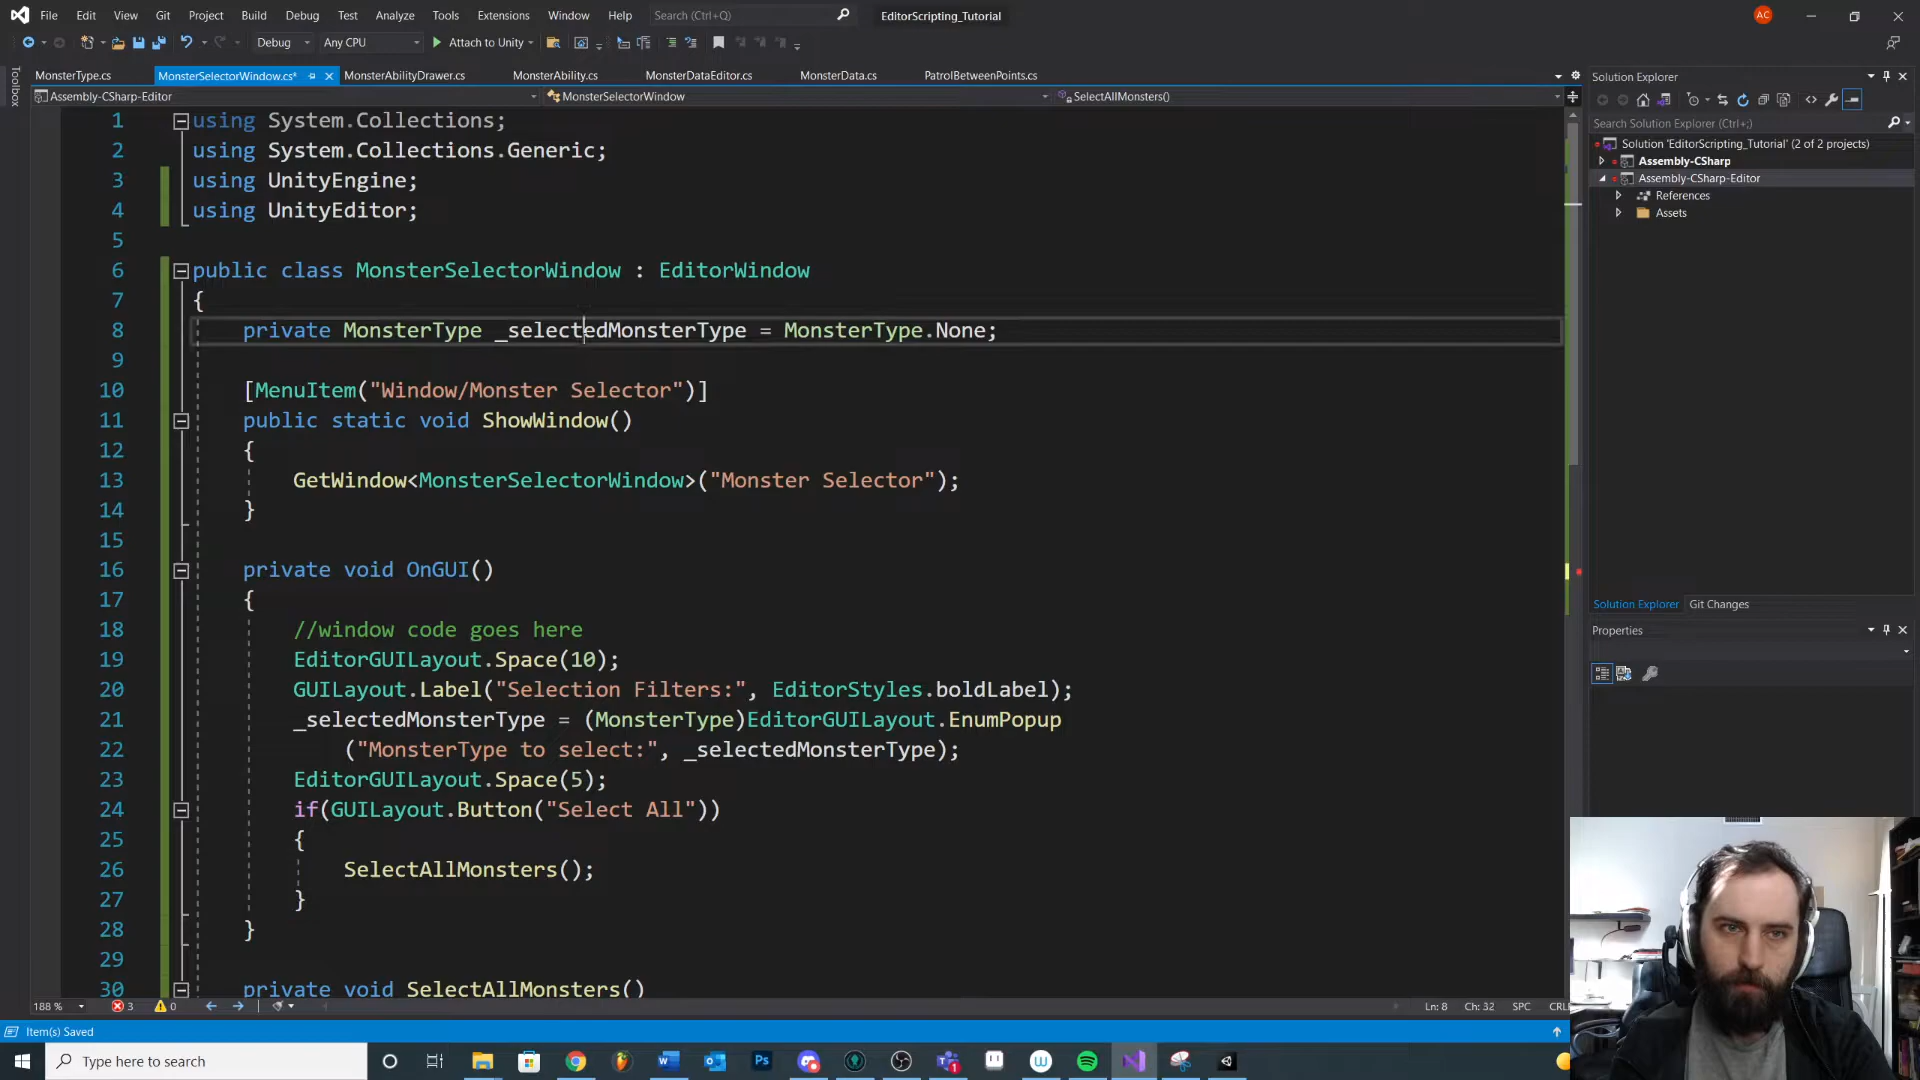 File Edit View Git Project Build Debug Test Analyze Tools Extensions Window Help Search (Ctrl+Q) EditorScripting_Tutorial AC
Debug Any CPU Attach to Unity
Toolbox
MonsterType.cs MonsterSelectorWindow.cs* MonsterAbilityDrawer.cs MonsterAbility.cs MonsterDataEditor.cs MonsterData.cs PatrolBetweenPoints.cs
Assembly-CSharp-Editor MonsterSelectorWindow SelectAllMonsters()
1 using System.Collections;
2 using System.Collections.Generic;
3 using UnityEngine;
4 using UnityEditor;
5
6 public class MonsterSelectorWindow : EditorWindow
7 {
8 private MonsterType _selectedMonsterType = MonsterType.None;
9
10 [MenuItem("Window/Monster Selector")]
11 public static void ShowWindow()
12 {
13 GetWindow<MonsterSelectorWindow>("Monster Selector");
14 }
15
16 private void OnGUI()
17 {
18 //window code goes here
19 EditorGUILayout.Space(10);
20 GUILayout.Label("Selection Filters:", EditorStyles.boldLabel);
21 _selectedMonsterType = (MonsterType)EditorGUILayout.EnumPopup
22 ("MonsterType to select:", _selectedMonsterType);
23 EditorGUILayout.Space(5);
24 if(GUILayout.Button("Select All"))
25 {
26 SelectAllMonsters();
27 }
28 }
29
30 private void SelectAllMonsters()
188 % 3 0 Ln: 8 Ch: 32 SPC CRL
Item(s) Saved
Solution Explorer
Search Solution Explorer (Ctrl+;)
Solution 'EditorScripting_Tutorial' (2 of 2 projects)
Assembly-CSharp
Assembly-CSharp-Editor
References
Assets
Solution Explorer Git Changes
Properties
Type here to search